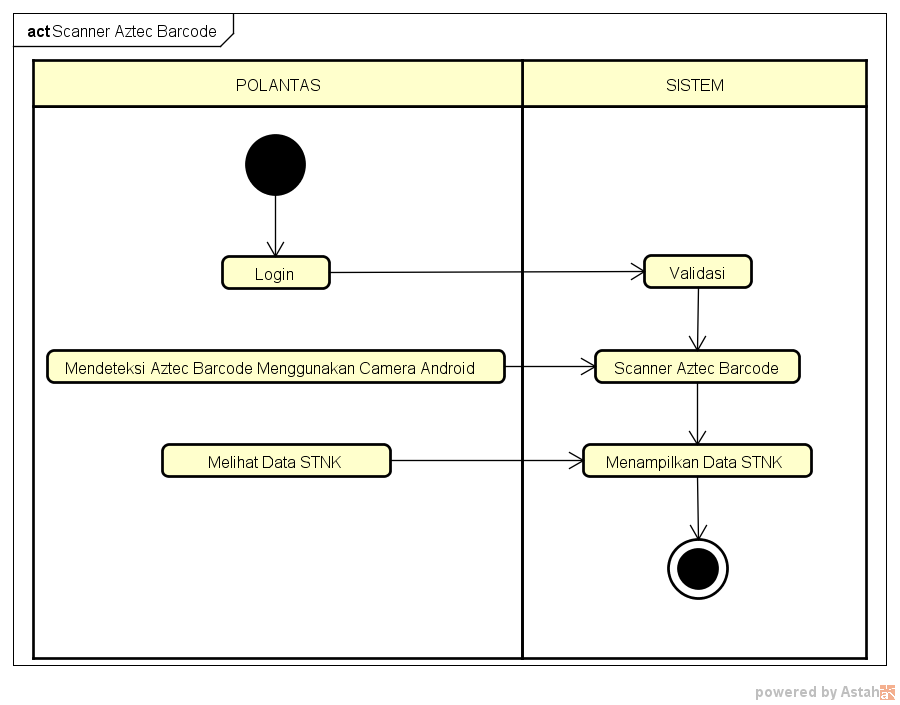 act Scanner Aztec Barcode
POLANTAS
SISTEM
Login
Validasi
Mendeteksi Aztec Barcode Menggunakan Camera Android
Scanner Aztec Barcode
Melihat Data STNK
Menampilkan Data STNK
powered by Astah